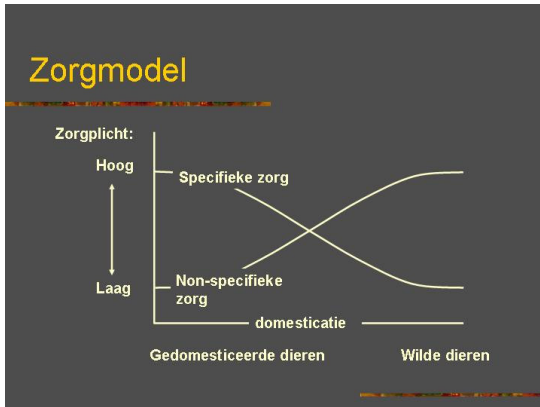 Zorgmodel
Zorgplicht:
Hoog
Specifieke zorg
Non-specifieke
zorg
Laag
domesticatie
Gedomesticeerde dieren
Wilde dieren